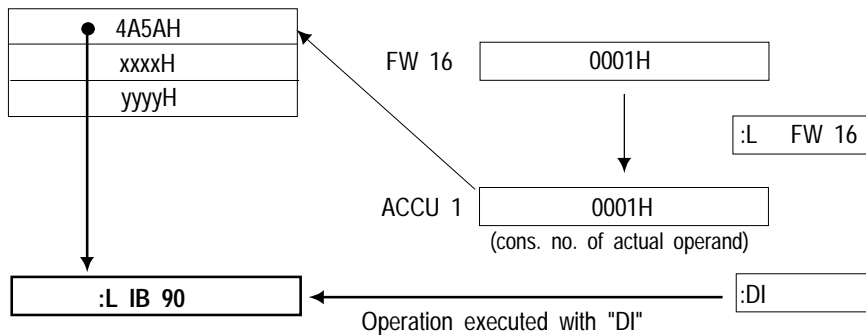 4A5AH
xxxxH
yyyyH
FW 16
0001H
:L FW 16
ACCU 1
0001H
(cons. no. of actual operand)
:L IB 90
:DI
Operation executed with "DI"